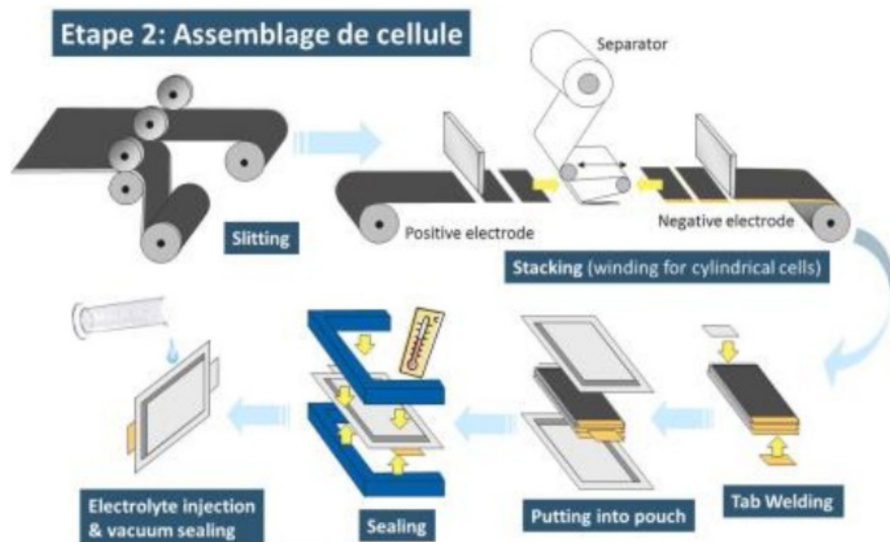 Etape 2: Assemblage de cellule
Separator
Slitting
Positive electrode
Negative electrode
Stacking (winding for cylindrical cells)
Electrolyte injection
& vacuum sealing
Sealing
Putting into pouch
Tab Welding